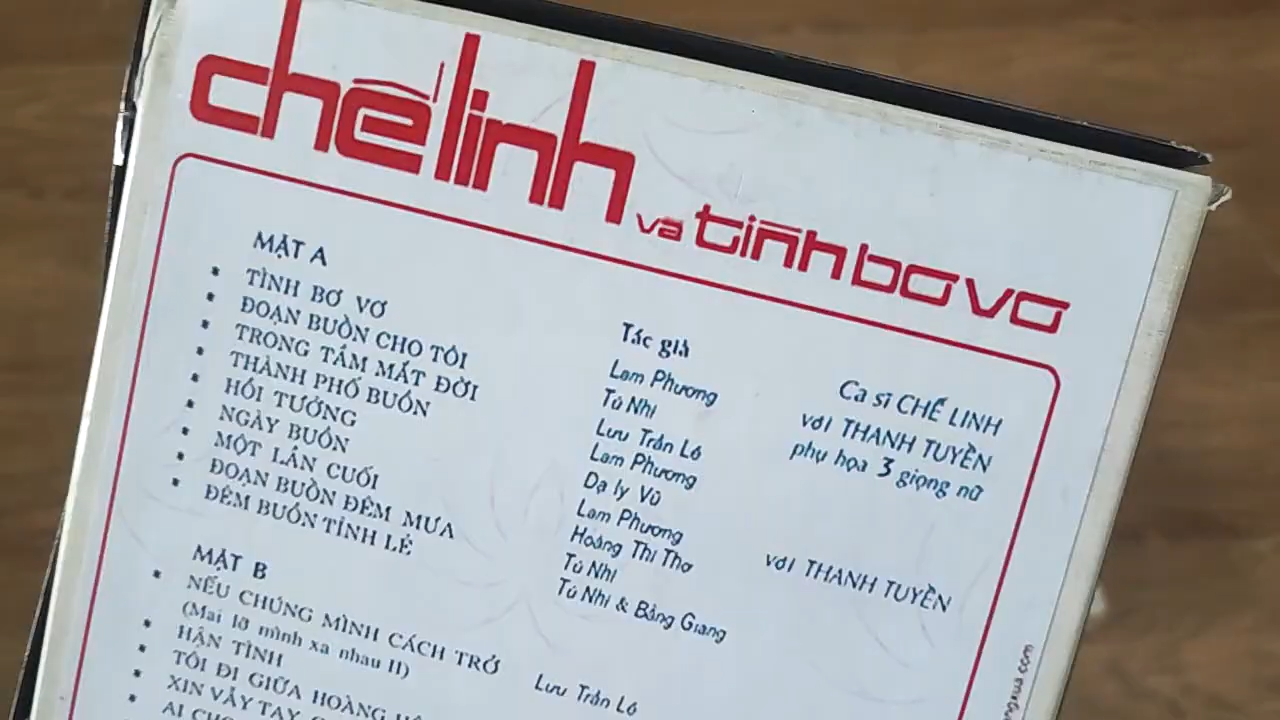 chế linh và tình bơ vơ
MẶT A
* TÌNH BƠ VƠ
* ĐOẠN BUỒN CHO TÔI
* TRONG TẦM MẮT ĐỜI
* THÀNH PHỐ BUỒN
* HỒI TƯỞNG
* NGÀY BUỒN
* MỘT LẦN CUỐI
* ĐOẠN BUỒN ĐÊM MƯA
* ĐÊM BUỒN TỈNH LẺ
Tác giả
Lam Phương
Tú Nhi
Lưu Trần Lê
Lam Phương
Dạ ly Vũ
Lam Phương
Hoàng Thi Thơ
Tú Nhi
Tú Nhi & Bằng Giang
Ca sĩ CHẾ LINH
với THANH TUYỀN
phụ họa 3 giọng nữ
với THANH TUYỀN
MẶT B
* NẾU CHÚNG MÌNH CÁCH TRỞ
(Mai lỡ mình xa nhau II)
* HẬN TÌNH
* TÔI ĐI GIỮA HOÀNG
* XIN VẪY TAY
AI
Lưu Trần Lê